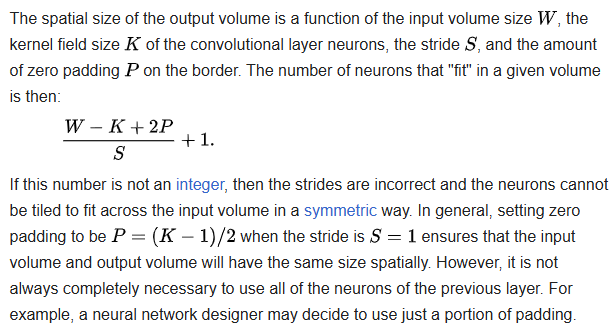 The spatial size of the output volume is a function of the input volume size W, the
kernel field size K of the convolutional layer neurons, the stride S, and the amount
of zero padding P on the border. The number of neurons that "fit" in a given volume
is then:
(W − K + 2P)/S + 1.
If this number is not an integer, then the strides are incorrect and the neurons cannot
be tiled to fit across the input volume in a symmetric way. In general, setting zero
padding to be P = (K − 1)/2 when the stride is S = 1 ensures that the input
volume and output volume will have the same size spatially. However, it is not
always completely necessary to use all of the neurons of the previous layer. For
example, a neural network designer may decide to use just a portion of padding.